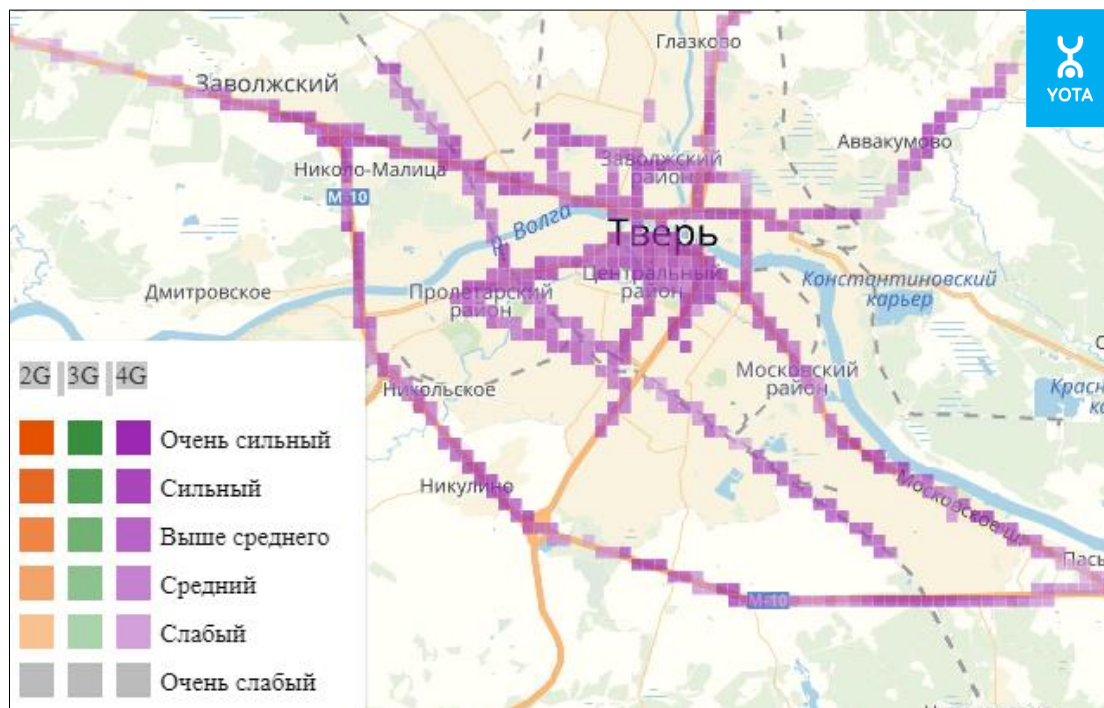 Глазково
YOTA
Заволжский
Аввакумово
Николо-Малица
Заволжский
район
М-10
р. Волга
Тверь
Центральный
район
Константиновский
карьер
Дмитровское
Пролетарский
район
Московский
район
Никольское
Никулино
Московское ш.
М-10
2G 3G 4G
Очень сильный
Сильный
Выше среднего
Средний
Слабый
Очень слабый